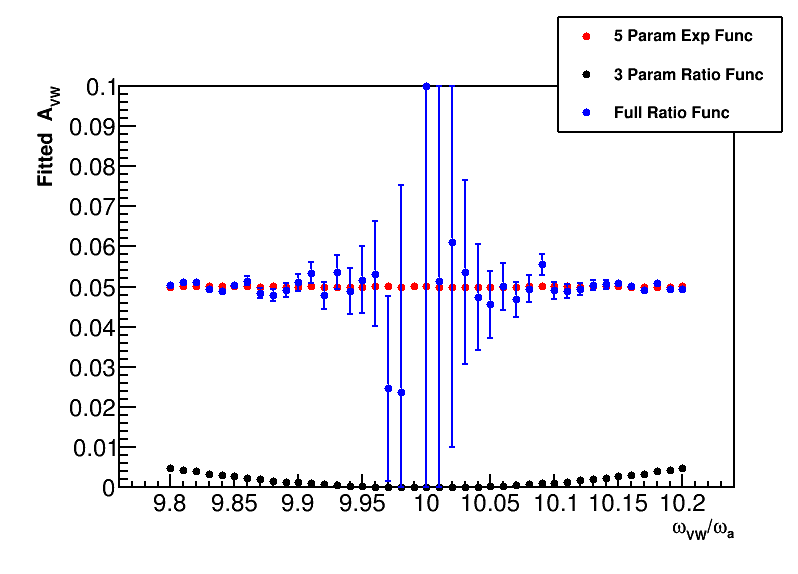 5 Param Exp Func
3 Param Ratio Func
Full Ratio Func
Fitted A_VW
0.1
0.09
0.08
0.07
0.06
0.05
0.04
0.03
0.02
0.01
0
9.8 9.85 9.9 9.95 10 10.05 10.1 10.15 10.2
ω_VW/ω_a